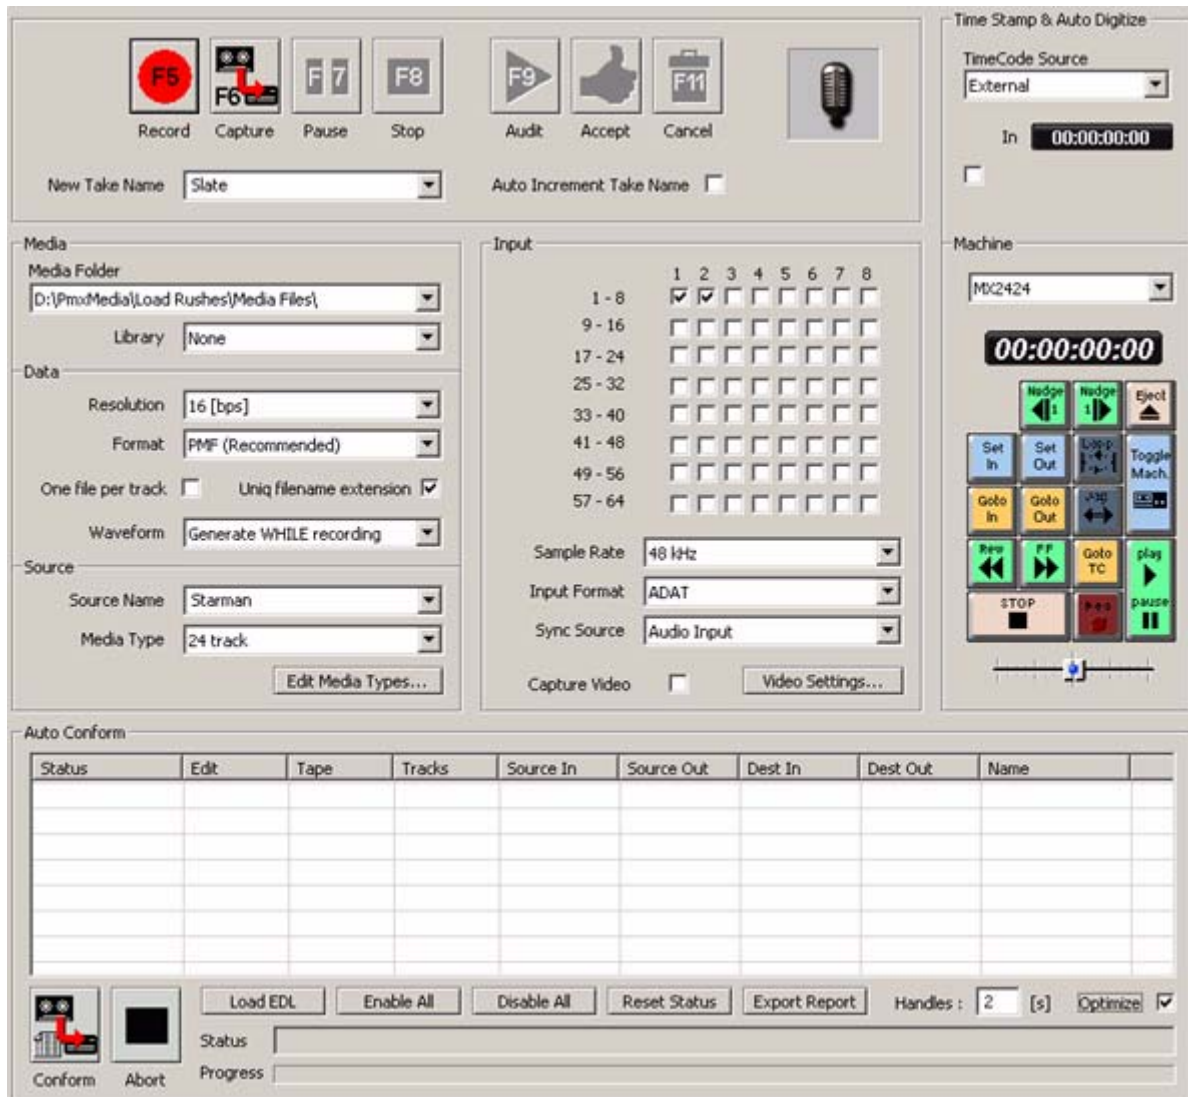 Time Stamp & Auto Digitize
F5 F6 F 7 F8 F9 F11
Record Capture Pause Stop Audit Accept Cancel
TimeCode Source
External
In 00:00:00:00
New Take Name Slate Auto Increment Take Name
Media
Media Folder
D:\PmxMedia\Load Rushes\Media Files\
Library None
Data
Resolution 16 [bps]
Format PMF (Recommended)
One file per track Uniq filename extension
Waveform Generate WHILE recording
Source
Source Name Starman
Media Type 24 track
Edit Media Types...
Input
1 2 3 4 5 6 7 8
1 - 8
9 - 16
17 - 24
25 - 32
33 - 40
41 - 48
49 - 56
57 - 64
Sample Rate 48 kHz
Input Format ADAT
Sync Source Audio Input
Capture Video Video Settings...
Machine
MX2424
00:00:00:00
Nudge 1 Nudge 1 Eject
Set In Set Out Loop Toggle Mach.
Goto In Goto Out Jog
Rew FF Goto TC play
STOP pause
Auto Conform
Status Edit Tape Tracks Source In Source Out Dest In Dest Out Name
Load EDL Enable All Disable All Reset Status Export Report Handles : 2 [s] Optimize
Status
Conform Abort Progress